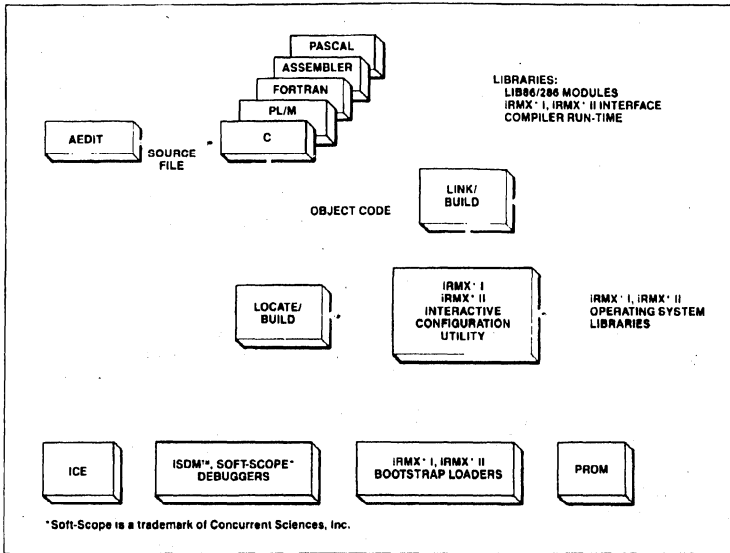 PASCAL
ASSEMBLER
FORTRAN
PL/M
C
AEDIT
SOURCE
FILE
LIBRARIES:
LIB86/286 MODULES
iRMX* I, iRMX* II INTERFACE
COMPILER RUN-TIME
LINK/
BUILD
OBJECT CODE
LOCATE/
BUILD
iRMX* I
iRMX* II
INTERACTIVE
CONFIGURATION
UTILITY
iRMX* I, iRMX* II
OPERATING SYSTEM
LIBRARIES
ICE
iSDM™, SOFT-SCOPE*
DEBUGGERS
iRMX* I, iRMX* II
BOOTSTRAP LOADERS
PROM
*Soft-Scope is a trademark of Concurrent Sciences, Inc.